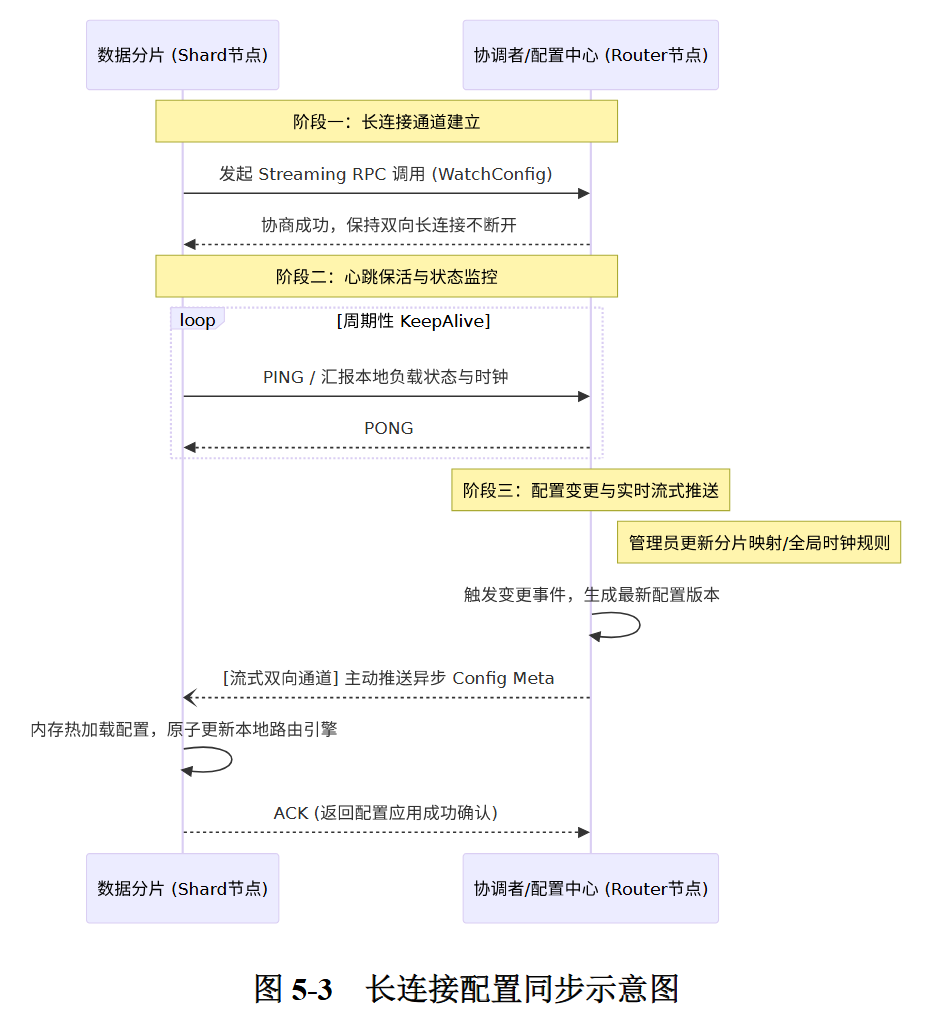 数据分片 (Shard节点)
协调者/配置中心 (Router节点)
阶段一：长连接通道建立
发起 Streaming RPC 调用 (WatchConfig)
协商成功，保持双向长连接不断开
阶段二：心跳保活与状态监控
loop
[周期性 KeepAlive]
PING / 汇报本地负载状态与时钟
PONG
阶段三：配置变更与实时流式推送
管理员更新分片映射/全局时钟规则
触发变更事件，生成最新配置版本
[流式双向通道] 主动推送异步 Config Meta
内存热加载配置，原子更新本地路由引擎
ACK (返回配置应用成功确认)
数据分片 (Shard节点)
协调者/配置中心 (Router节点)
图 5-3 长连接配置同步示意图